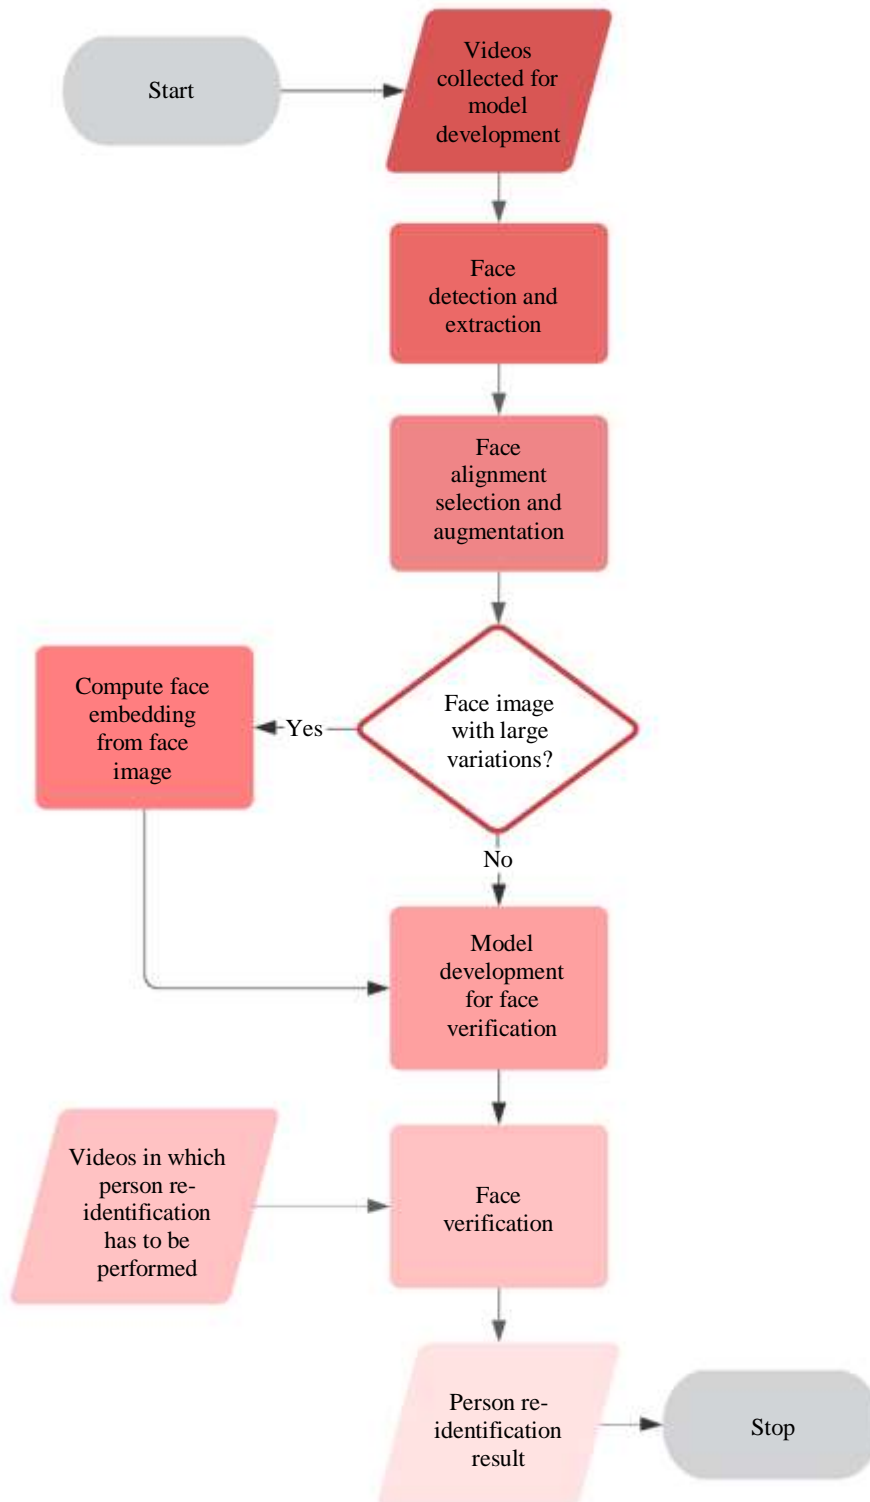 Start
Videos
collected for
model
development
Face
detection and
extraction
Face
alignment
selection and
augmentation
Face image
with large
variations?
Yes
Compute face
embedding
from face
image
No
Model
development
for face
verification
Videos in which
person re-
identification
has to be
performed
Face
verification
Person re-
identification
result
Stop